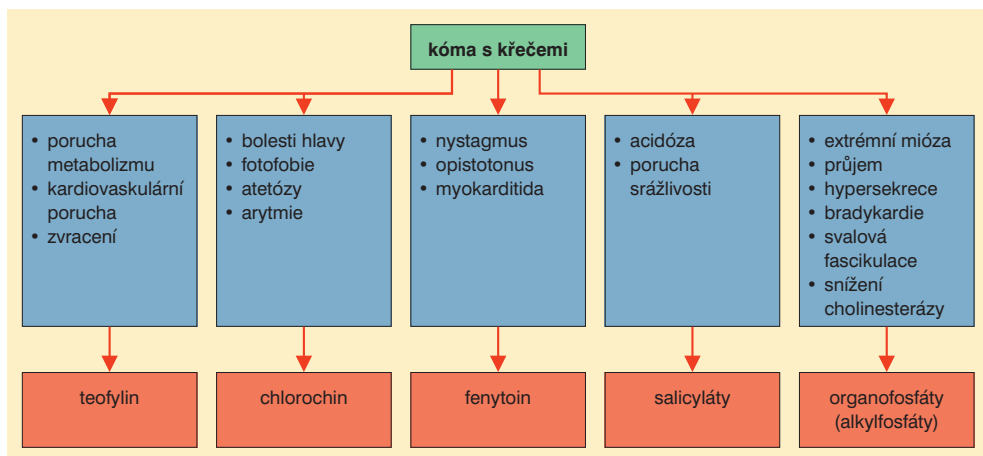 kóma s křečemi
• porucha
metabolizmu
• kardiovaskulární
porucha
• zvracení
• bolesti hlavy
• fotofobie
• atetózy
• arytmie
• nystagmus
• opistotonus
• myokarditida
• acidóza
• porucha
srážlivosti
• extrémní mióza
• průjem
• hypersekrece
• bradykardie
• svalová
fascikulace
• snížení
cholinesterázy
teofylin
chlorochin
fenytoin
salicyláty
organofosfáty
(alkylfosfáty)